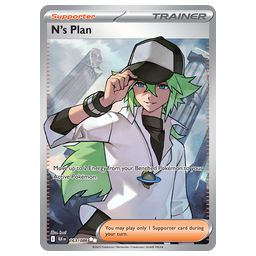 Supporter
TRAINER
N's Plan
Move up to 2 Energy from your Benched Pokémon to your
Active Pokémon.
You may play only 1 Supporter card during
your turn.